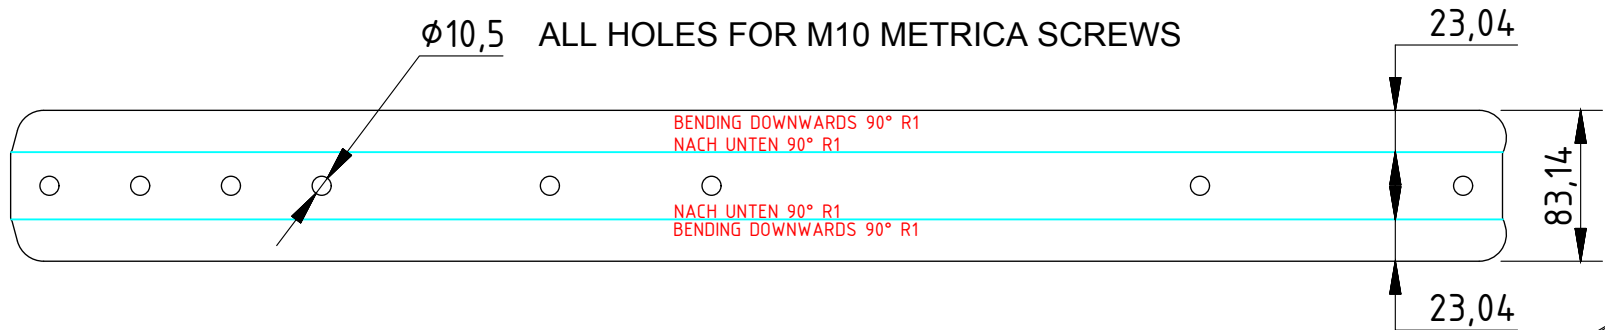 ϕ10,5 ALL HOLES FOR M10 METRICA SCREWS
23,04
BENDING DOWNWARDS 90° R1
NACH UNTEN 90° R1
83,14
NACH UNTEN 90° R1
BENDING DOWNWARDS 90° R1
23,04